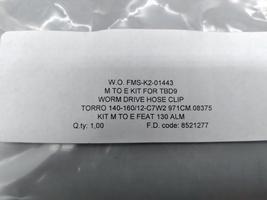 W.O. FMS-K2-01443
M TO E KIT FOR TBD9
WORM DRIVE HOSE CLIP
TORRO 140-160/12-C7W2 971CM.08375
KIT M TO E FEAT 130 ALM
Q.ty: 1,00 F.D. code: 8521277